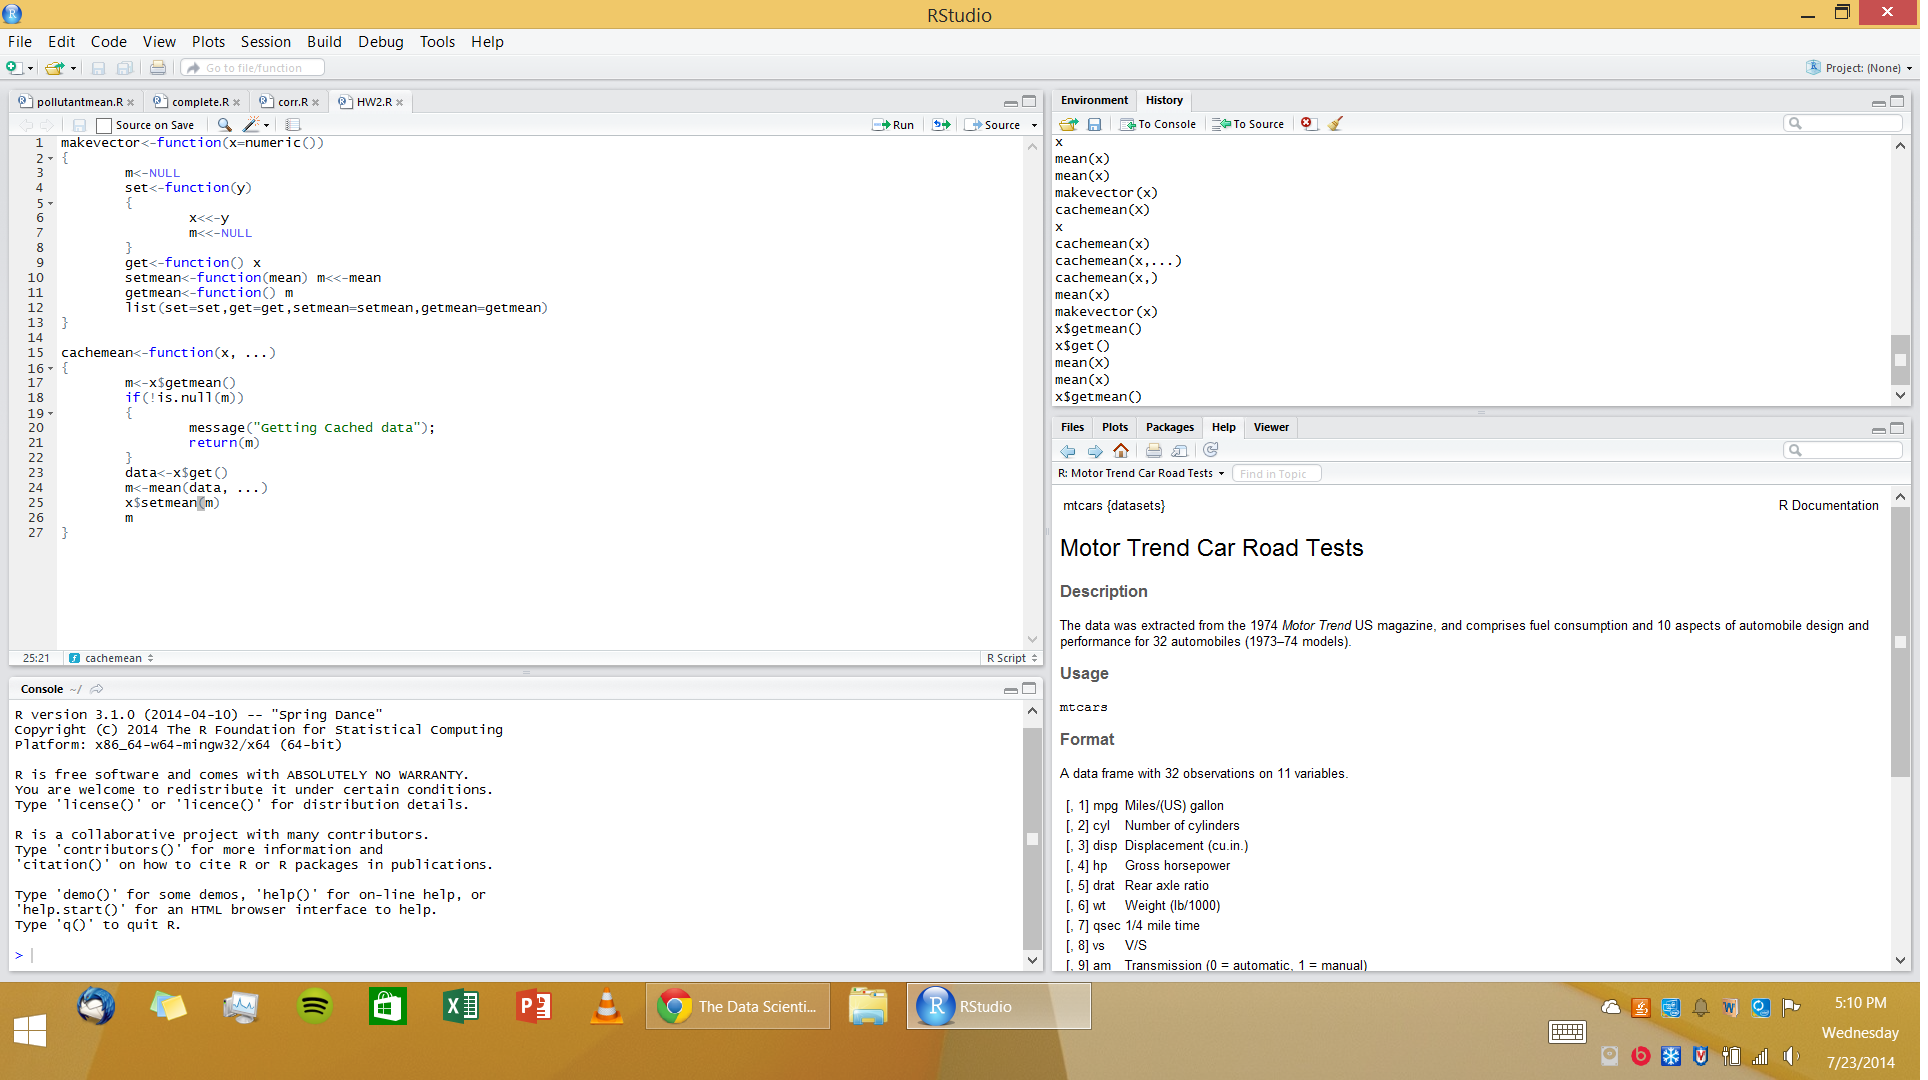 RStudio
File Edit Code View Plots Session Build Debug Tools Help
Go to file/function
Project: (None)
pollutantmean.R
complete.R
corr.R
HW2.R
Source on Save
Run
Source
1 makevector<-function(x=numeric())
2 {
3 m<-NULL
4 set<-function(y)
5 {
6 x<<-y
7 m<<-NULL
8 }
9 get<-function() x
10 setmean<-function(mean) m<<-mean
11 getmean<-function() m
12 list(set=set,get=get,setmean=setmean,getmean=getmean)
13 }
14
15 cachemean<-function(x, ...)
16 {
17 m<-x$getmean()
18 if(!is.null(m))
19 {
20 message("Getting Cached data");
21 return(m)
22 }
23 data<-x$get()
24 m<-mean(data, ...)
25 x$setmean(m)
26 m
27 }
25:21
cachemean
R Script
Console ~/
R version 3.1.0 (2014-04-10) -- "Spring Dance"
Copyright (C) 2014 The R Foundation for Statistical Computing
Platform: x86_64-w64-mingw32/x64 (64-bit)
R is free software and comes with ABSOLUTELY NO WARRANTY.
You are welcome to redistribute it under certain conditions.
Type 'license()' or 'licence()' for distribution details.
R is a collaborative project with many contributors.
Type 'contributors()' for more information and
'citation()' on how to cite R or R packages in publications.
Type 'demo()' for some demos, 'help()' for on-line help, or
'help.start()' for an HTML browser interface to help.
Type 'q()' to quit R.
>
Environment History
To Console
To Source
x
mean(x)
mean(x)
makevector(x)
cachemean(x)
x
cachemean(x)
cachemean(x,...)
cachemean(x,)
mean(x)
makevector(x)
x$getmean()
x$get()
mean(X)
mean(x)
x$getmean()
Files Plots Packages Help Viewer
R: Motor Trend Car Road Tests
Find in Topic
mtcars {datasets}
R Documentation
Motor Trend Car Road Tests
Description
The data was extracted from the 1974 Motor Trend US magazine, and comprises fuel consumption and 10 aspects of automobile design and
performance for 32 automobiles (1973–74 models).
Usage
mtcars
Format
A data frame with 32 observations on 11 variables.
[, 1] mpg Miles/(US) gallon
[, 2] cyl Number of cylinders
[, 3] disp Displacement (cu.in.)
[, 4] hp Gross horsepower
[, 5] drat Rear axle ratio
[, 6] wt Weight (lb/1000)
[, 7] qsec 1/4 mile time
[, 8] vs V/S
[, 9] am Transmission (0 = automatic, 1 = manual)
The Data Scienti...
RStudio
5:10 PM
Wednesday
7/23/2014